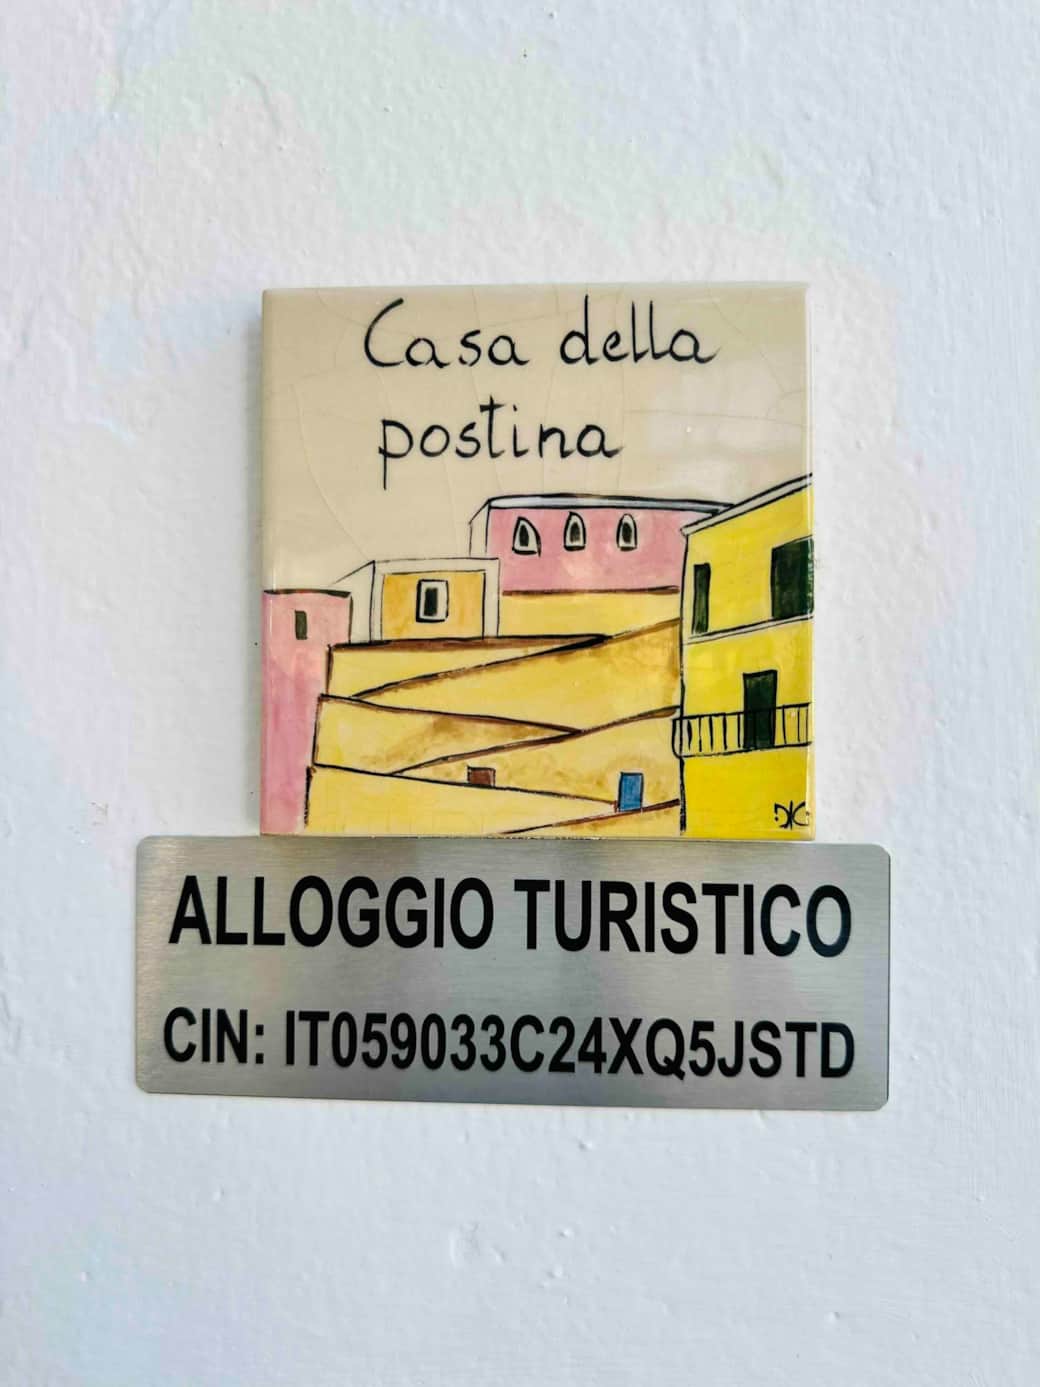 Casa della
postina
ALLOGGIO TURISTICO
CIN: IT059033C24XQ5JSTD